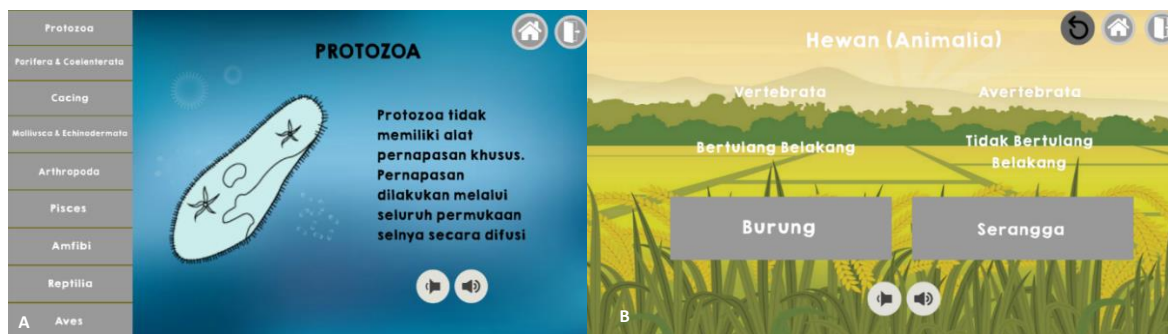 Protozoa
Porifera & Coelenterata
Cacing
Mollusca & Echinodermata
Arthropoda
Pisces
Amfibi
Reptilia
Aves
A
PROTOZOA
Protozoa tidak
memiliki alat
pernapasan khusus.
Pernapasan
dilakukan melalui
seluruh permukaan
selnya secara difusi
Hewan (Animalia)
Vertebrata
Avertebrata
Bertulang Belakang
Tidak Bertulang
Belakang
Burung
Serangga
B